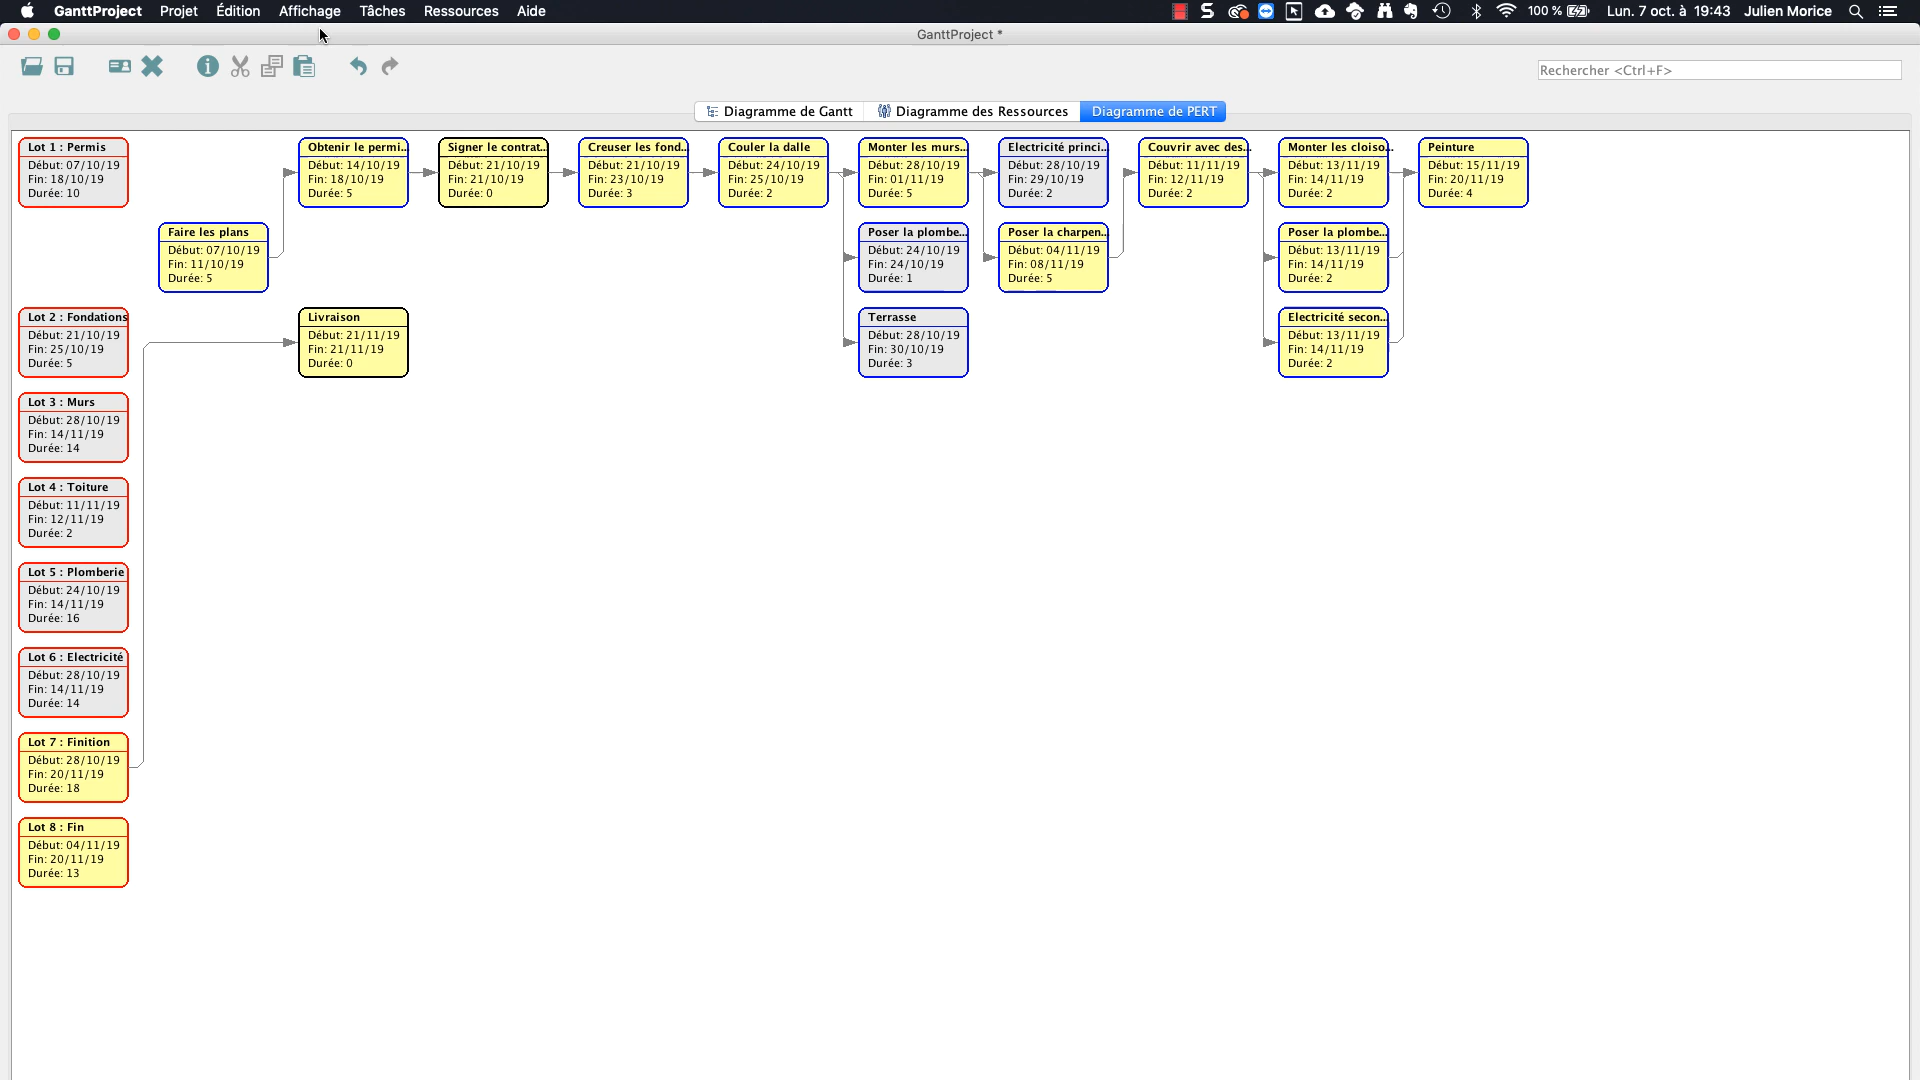 GanttProject Projet Édition Affichage Tâches Ressources Aide
100 % Lun. 7 oct. à 19:43 Julien Morice
GanttProject *
Rechercher <Ctrl+F>
Diagramme de Gantt Diagramme des Ressources Diagramme de PERT
Lot 1 : Permis
Début: 07/10/19
Fin: 18/10/19
Durée: 10
Obtenir le permi...
Début: 14/10/19
Fin: 18/10/19
Durée: 5
Signer le contrat...
Début: 21/10/19
Fin: 21/10/19
Durée: 0
Creuser les fond...
Début: 21/10/19
Fin: 23/10/19
Durée: 3
Couler la dalle
Début: 24/10/19
Fin: 25/10/19
Durée: 2
Monter les murs...
Début: 28/10/19
Fin: 01/11/19
Durée: 5
Electricité princi...
Début: 28/10/19
Fin: 29/10/19
Durée: 2
Couvrir avec des...
Début: 11/11/19
Fin: 12/11/19
Durée: 2
Monter les cloiso...
Début: 13/11/19
Fin: 14/11/19
Durée: 2
Peinture
Début: 15/11/19
Fin: 20/11/19
Durée: 4
Faire les plans
Début: 07/10/19
Fin: 11/10/19
Durée: 5
Poser la plombe...
Début: 24/10/19
Fin: 24/10/19
Durée: 1
Poser la charpen...
Début: 04/11/19
Fin: 08/11/19
Durée: 5
Poser la plombe...
Début: 13/11/19
Fin: 14/11/19
Durée: 2
Lot 2 : Fondations
Début: 21/10/19
Fin: 25/10/19
Durée: 5
Livraison
Début: 21/11/19
Fin: 21/11/19
Durée: 0
Terrasse
Début: 28/10/19
Fin: 30/10/19
Durée: 3
Electricité secon...
Début: 13/11/19
Fin: 14/11/19
Durée: 2
Lot 3 : Murs
Début: 28/10/19
Fin: 14/11/19
Durée: 14
Lot 4 : Toiture
Début: 11/11/19
Fin: 12/11/19
Durée: 2
Lot 5 : Plomberie
Début: 24/10/19
Fin: 14/11/19
Durée: 16
Lot 6 : Electricité
Début: 28/10/19
Fin: 14/11/19
Durée: 14
Lot 7 : Finition
Début: 28/10/19
Fin: 20/11/19
Durée: 18
Lot 8 : Fin
Début: 04/11/19
Fin: 20/11/19
Durée: 13